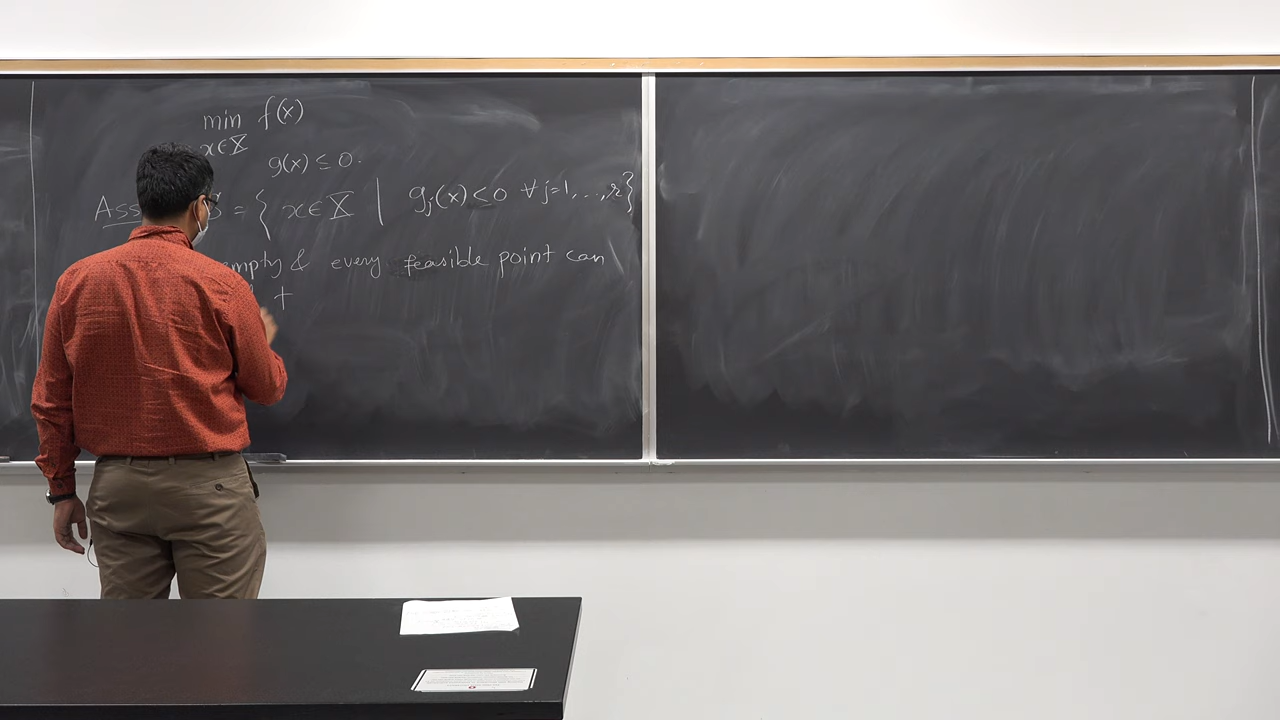 min f(x)
x∈X
g(x) ≤ 0.
Ass = { x∈X | gj(x) ≤ 0 ∀ j=1,...,r}
empty & every feasible point can
t